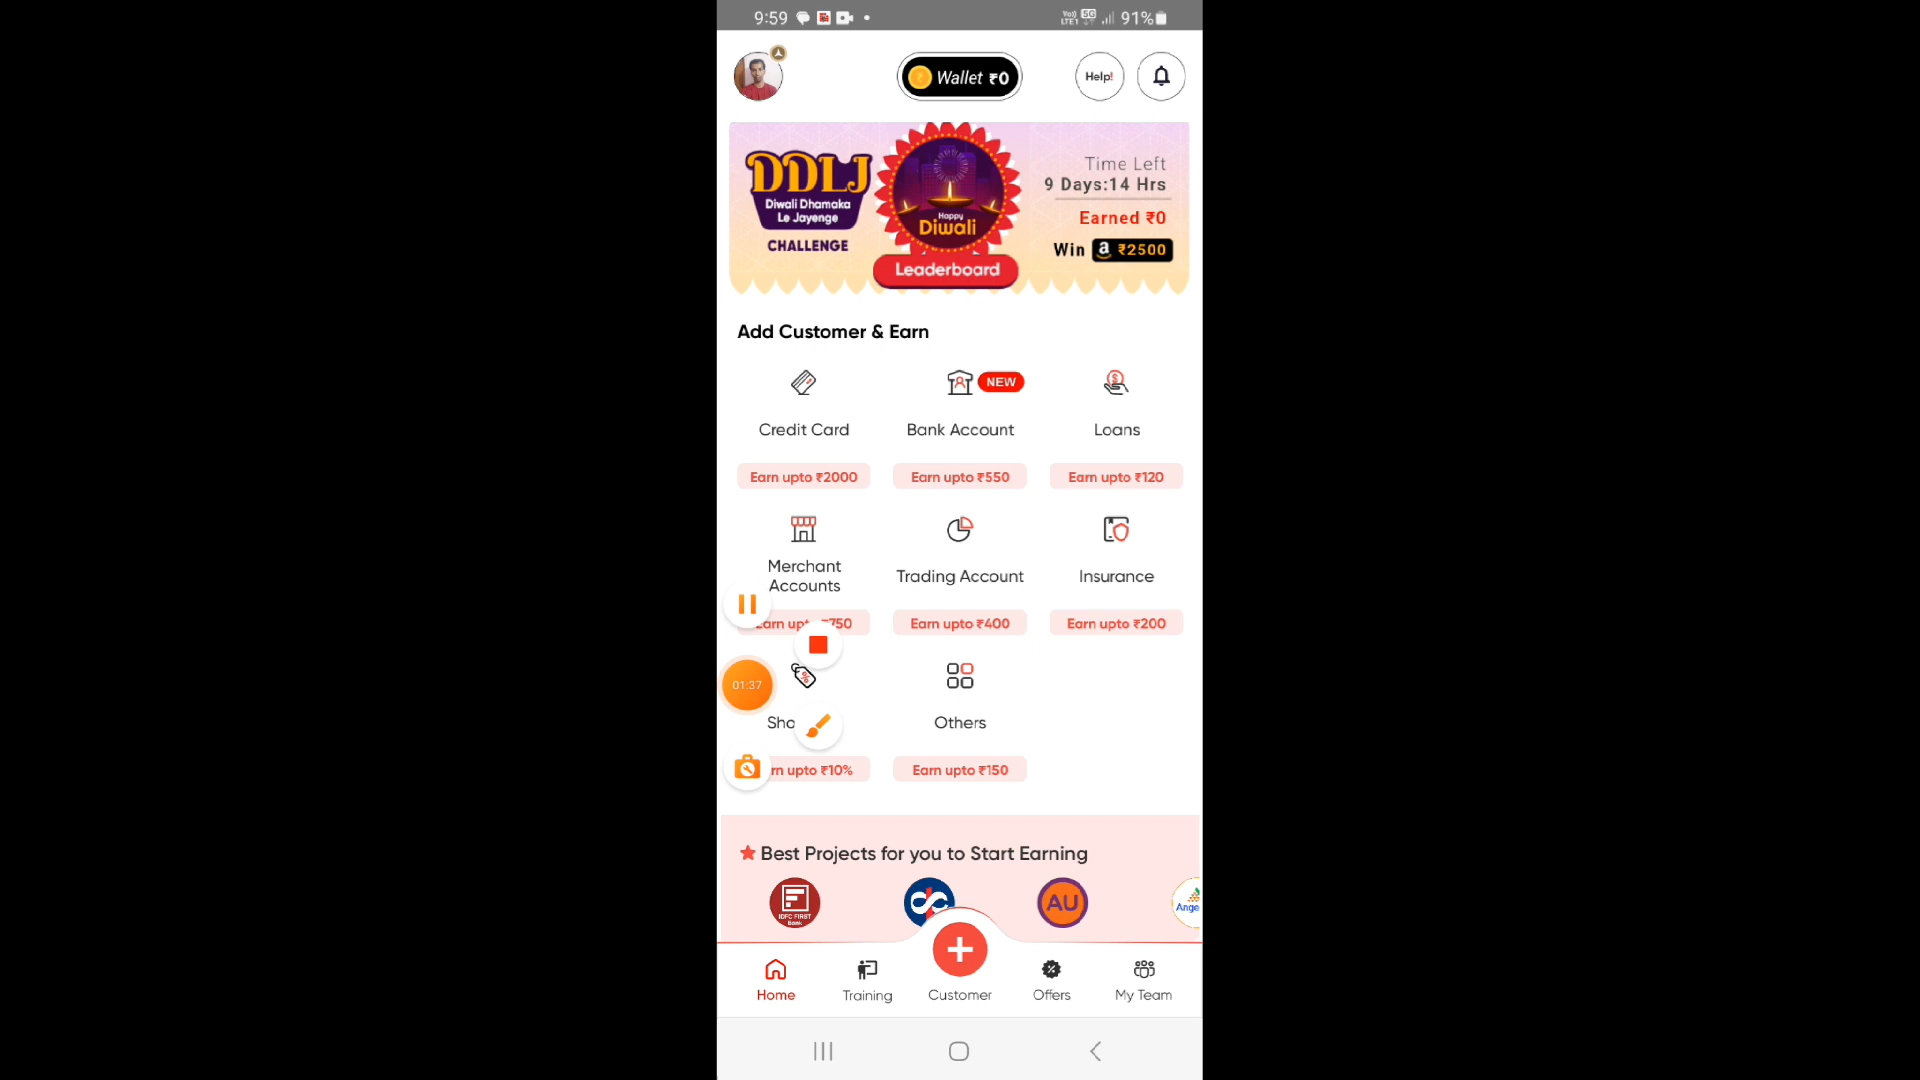 9:59
Vo) 5G
LTE1 91%
Wallet ₹0
Help!
DDLJ
Diwali Dhamaka
Le Jayenge
CHALLENGE
Happy
Diwali
Leaderboard
Time Left
9 Days:14 Hrs
Earned ₹0
Win a ₹2500
Add Customer & Earn
NEW
Credit Card Bank Account Loans
Earn upto ₹2000 Earn upto ₹550 Earn upto ₹120
Merchant
Accounts Trading Account Insurance
Earn upt ₹750 Earn upto ₹400 Earn upto ₹200
01:37
Sho Others
rn upto ₹10% Earn upto ₹150
Best Projects for you to Start Earning
IDFC FIRST
Bank
AU
Ange
Home Training Customer Offers My Team